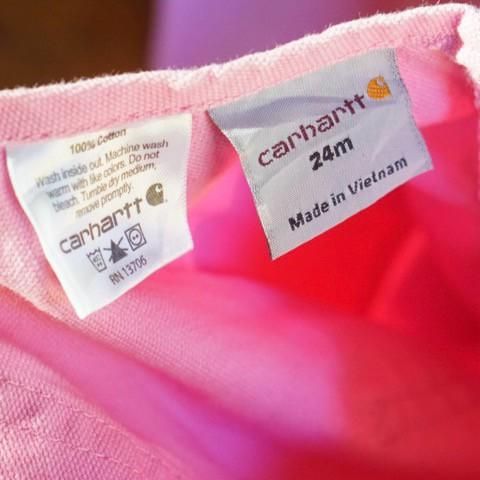 100% Cotton
Wash inside out. Machine wash
warm with like colors. Do not
bleach. Tumble dry medium,
remove promptly.
carhartt
RN 13706
carhartt
24m
Made in Vietnam